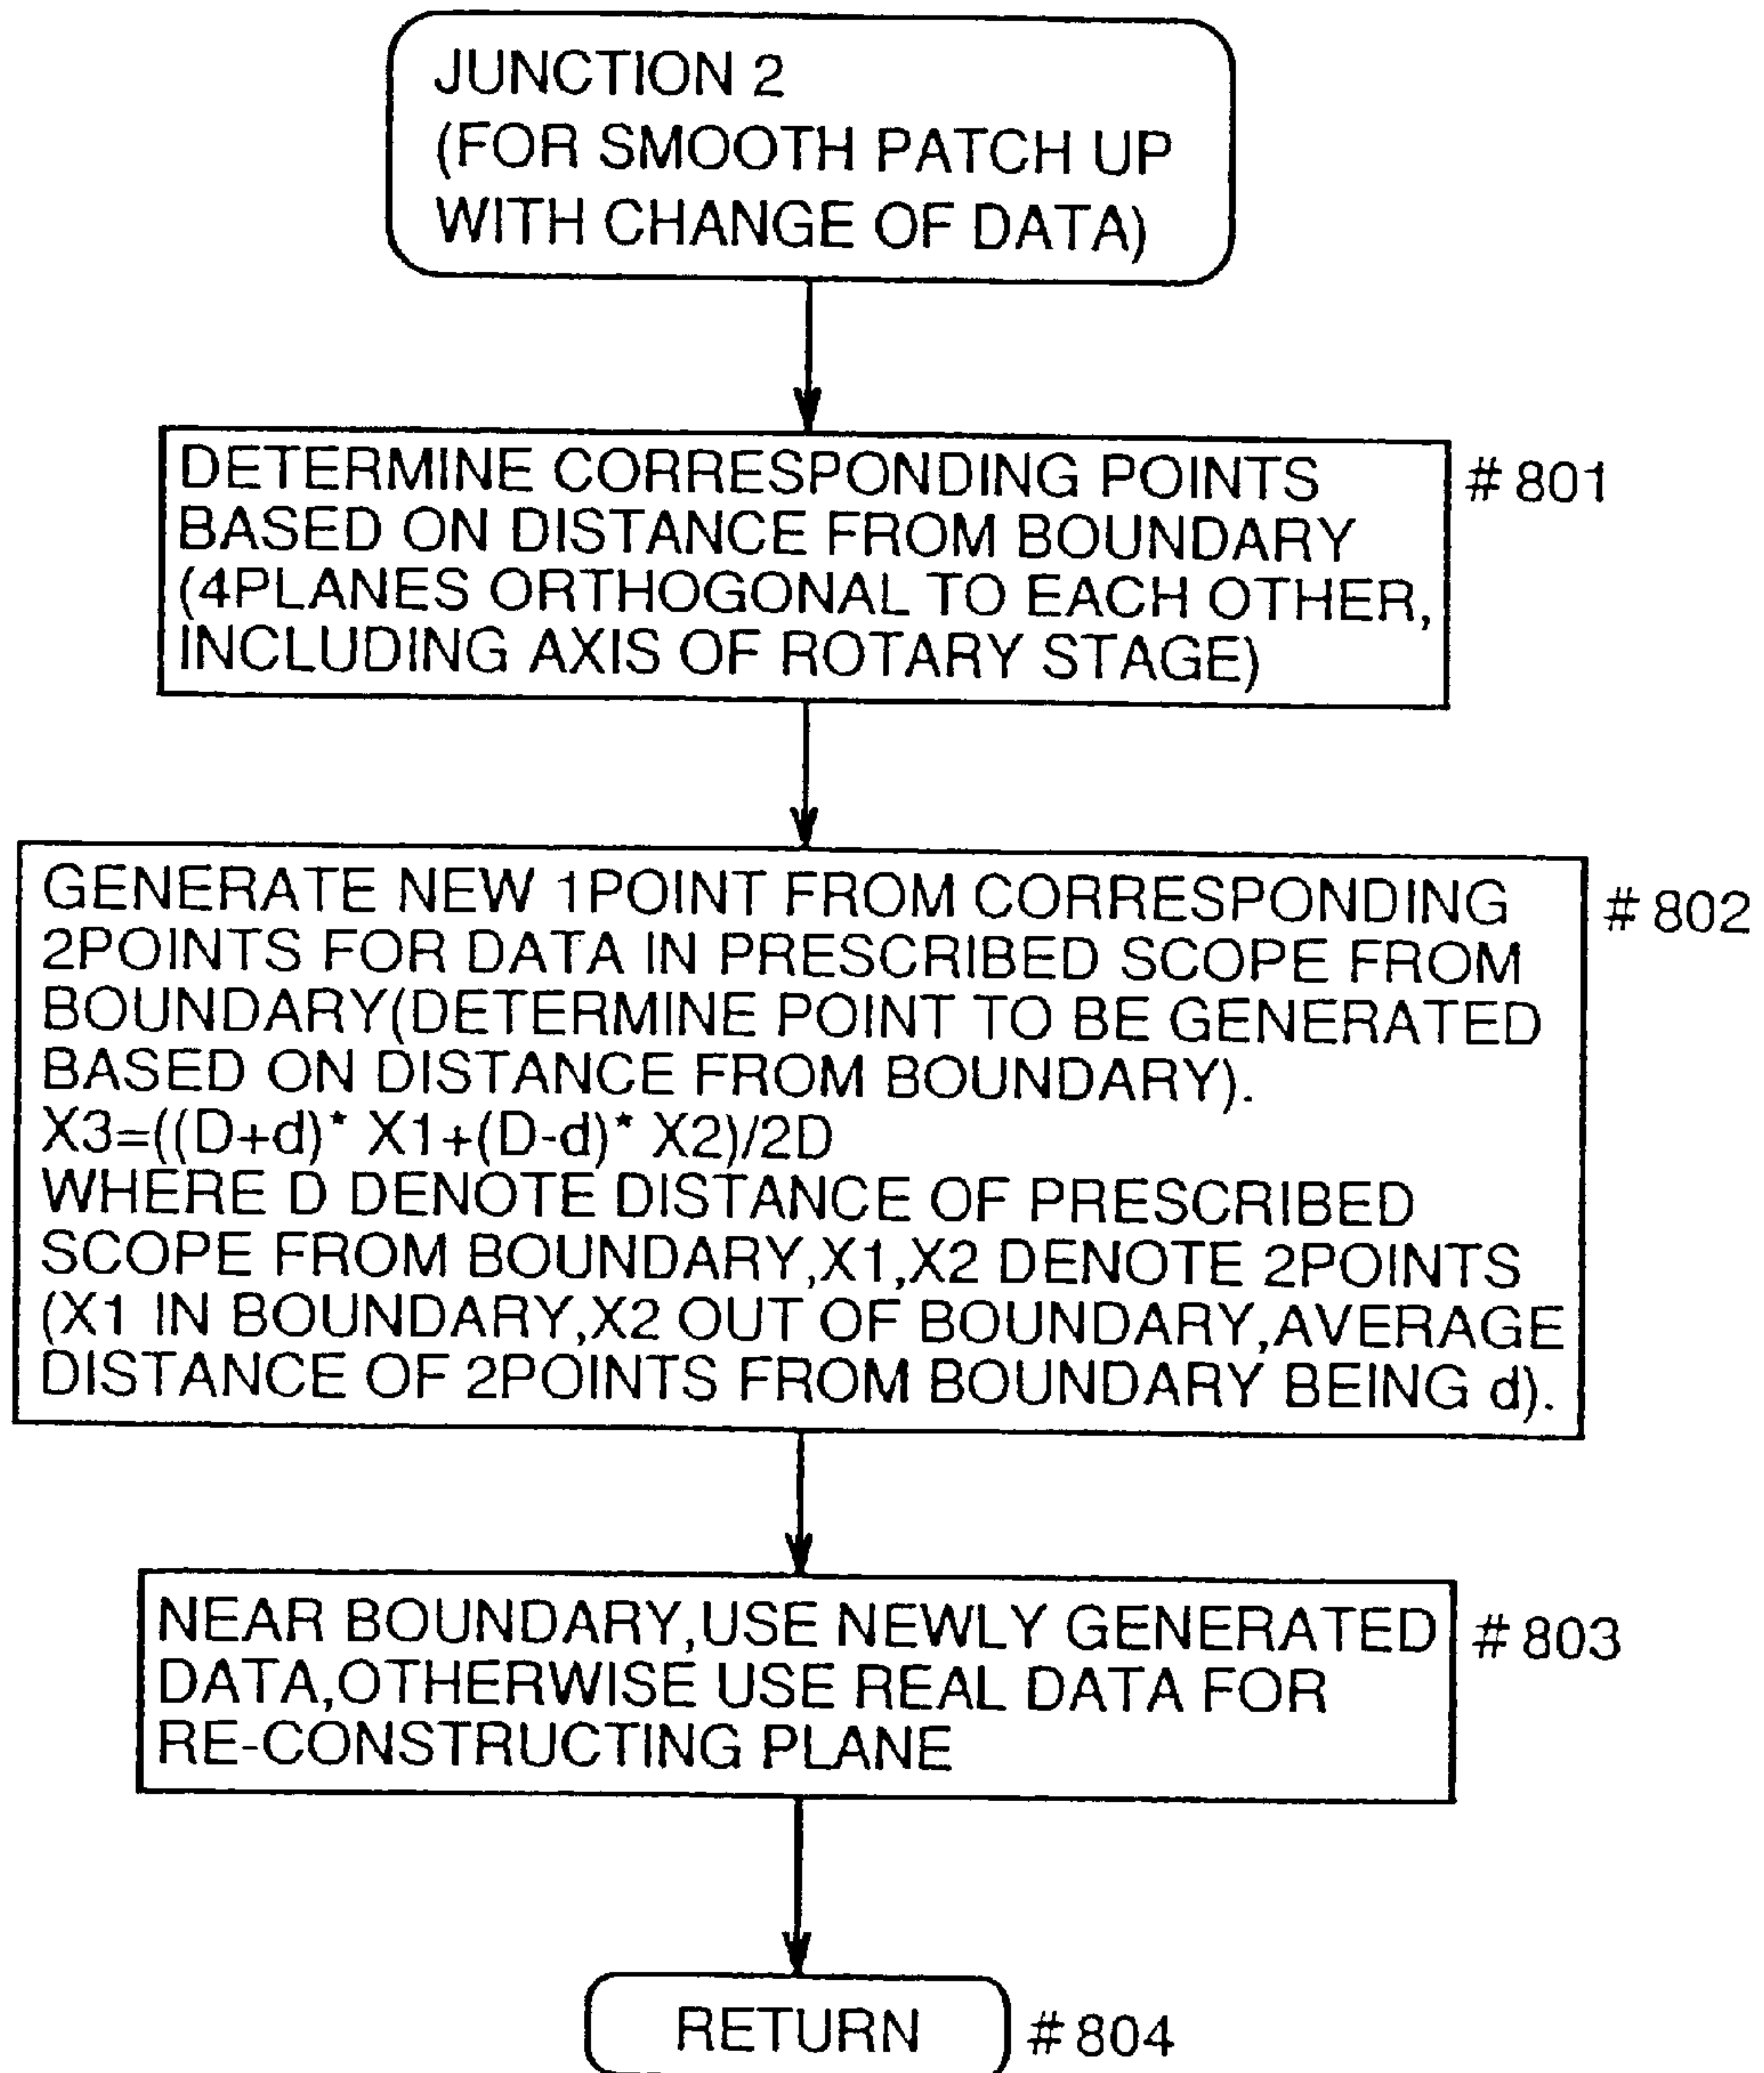 JUNCTION 2
(FOR SMOOTH PATCH UP
WITH CHANGE OF DATA)
DETERMINE CORRESPONDING POINTS
BASED ON DISTANCE FROM BOUNDARY
(4PLANES ORTHOGONAL TO EACH OTHER,
INCLUDING AXIS OF ROTARY STAGE)
#801
GENERATE NEW 1POINT FROM CORRESPONDING
2POINTS FOR DATA IN PRESCRIBED SCOPE FROM
BOUNDARY(DETERMINE POINT TO BE GENERATED
BASED ON DISTANCE FROM BOUNDARY).
X3=((D+d)* X1+(D-d)* X2)/2D
WHERE D DENOTE DISTANCE OF PRESCRIBED
SCOPE FROM BOUNDARY,X1,X2 DENOTE 2POINTS
(X1 IN BOUNDARY,X2 OUT OF BOUNDARY,AVERAGE
DISTANCE OF 2POINTS FROM BOUNDARY BEING d).
#802
NEAR BOUNDARY,USE NEWLY GENERATED
DATA,OTHERWISE USE REAL DATA FOR
RE-CONSTRUCTING PLANE
#803
RETURN
#804